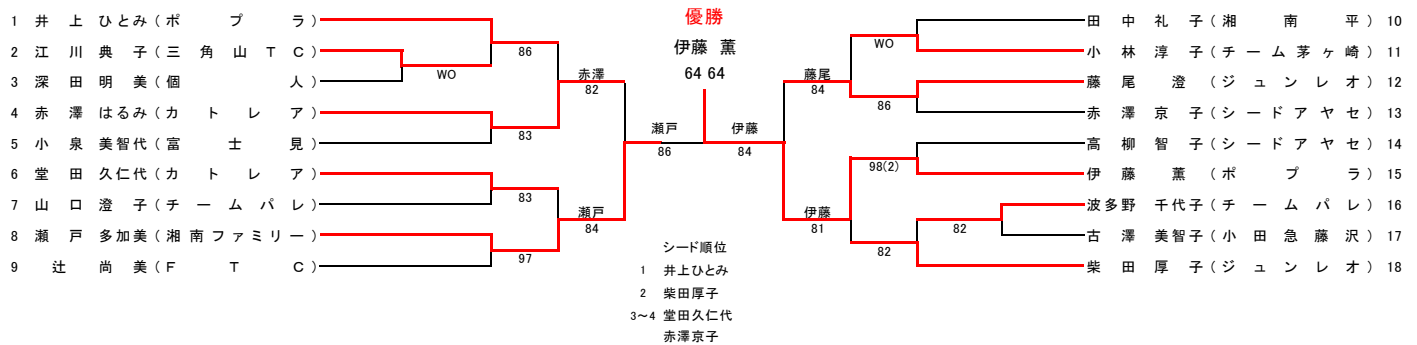 優勝
伊藤 薫
64 64
1 井上 ひとみ(ポプラ)
2 江川典子(三角山TC)
3 深田明美(個人)
4 赤澤 はるみ(カトレア)
5 小泉 美智代(富士見)
6 堂田 久仁代(カトレア)
7 山口澄子(チームパレ)
8 瀬戸 多加美(湘南ファミリー)
9 辻尚美(FTC)
WO
86
83
83
97
赤澤
82
瀬戸
84
瀬戸
86
伊藤
84
藤尾
84
伊藤
81
WO
86
98(2)
82
82
田中礼子(湘南平) 10
小林淳子(チーム茅ヶ崎) 11
藤尾澄(ジュンレオ) 12
赤澤京子(シードアヤセ) 13
高柳智子(シードアヤセ) 14
伊藤薫(ポプラ) 15
波多野 千代子(チームパレ) 16
古澤 美智子(小田急藤沢) 17
柴田厚子(ジュンレオ) 18
シード順位
1 井上ひとみ
2 柴田厚子
3～4 堂田久仁代
赤澤京子